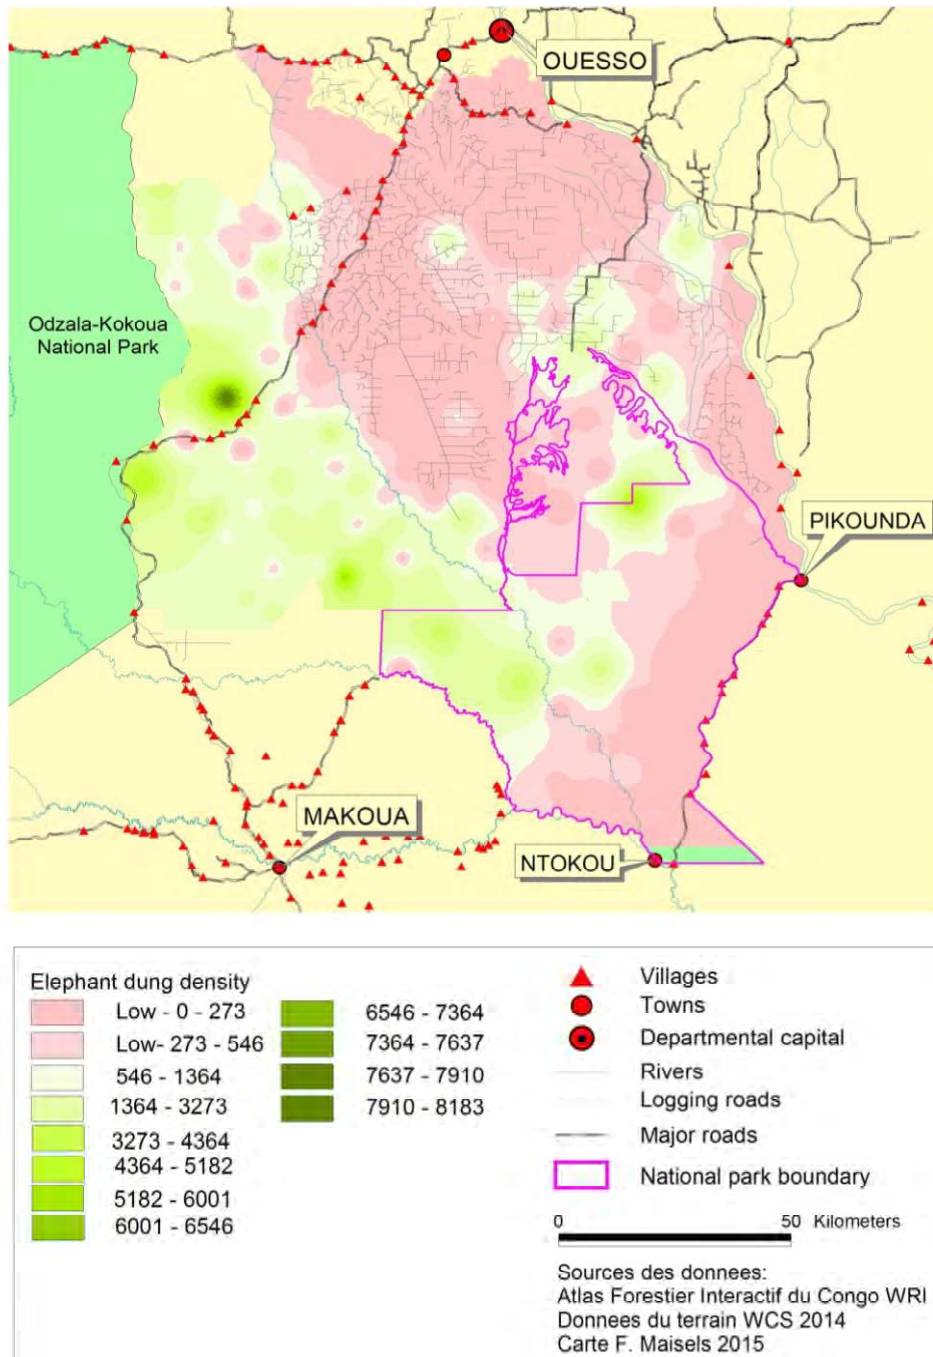 OUESSO
Odzala-Kokoua
National Park
PIKOUNDA
MAKOUA
NTOKOU
Elephant dung density
Low - 0 - 273
Low- 273 - 546
546 - 1364
1364 - 3273
3273 - 4364
4364 - 5182
5182 - 6001
6001 - 6546
6546 - 7364
7364 - 7637
7637 - 7910
7910 - 8183
Villages
Towns
Departmental capital
Rivers
Logging roads
Major roads
National park boundary
0 50 Kilometers
Sources des donnees:
Atlas Forestier Interactif du Congo WRI
Donnees du terrain WCS 2014
Carte F. Maisels 2015